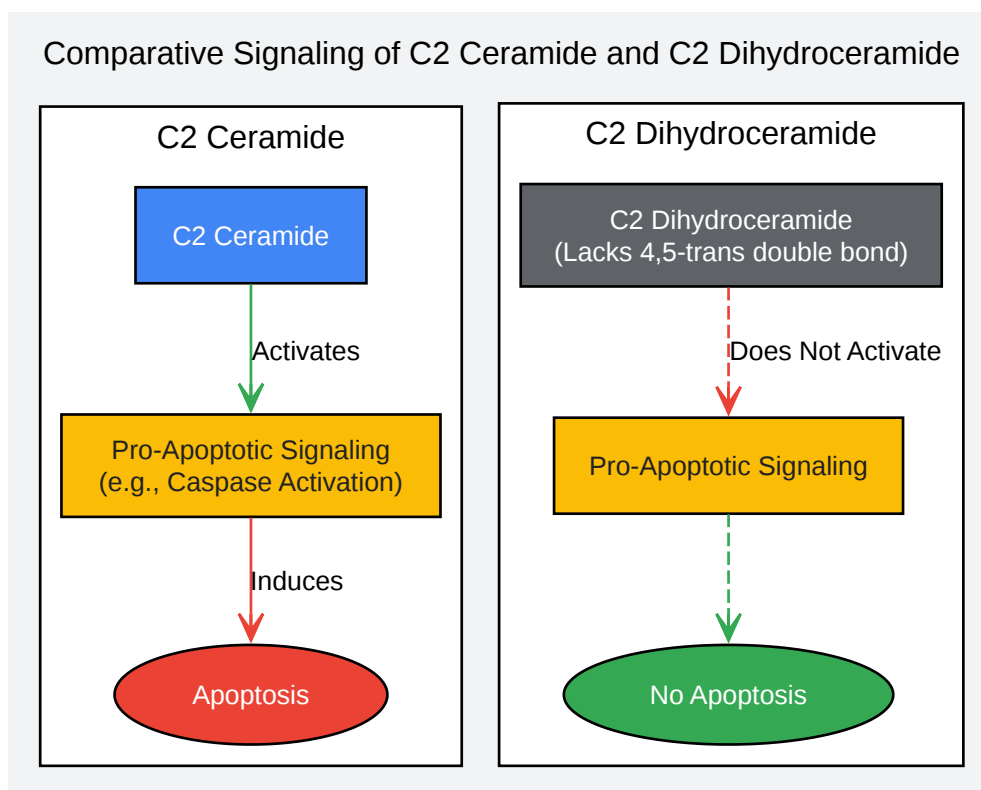 Comparative Signaling of C2 Ceramide and C2 Dihydroceramide
C2 Ceramide
C2 Ceramide
Activates
Pro-Apoptotic Signaling
(e.g., Caspase Activation)
Induces
Apoptosis
C2 Dihydroceramide
C2 Dihydroceramide
(Lacks 4,5-trans double bond)
Does Not Activate
Pro-Apoptotic Signaling
No Apoptosis